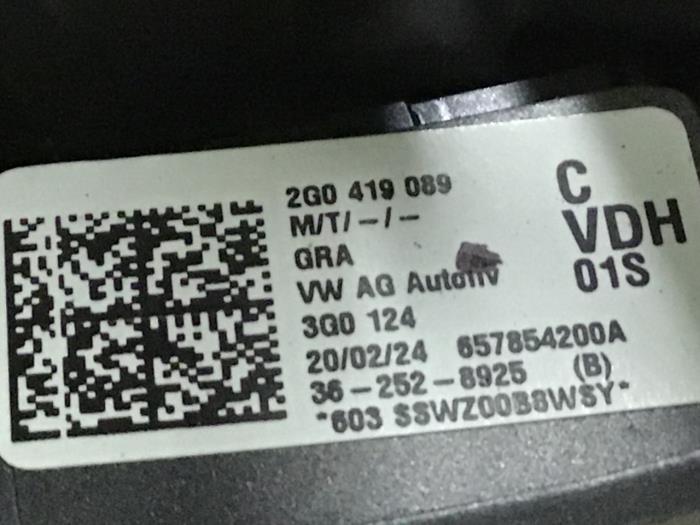 2G0 419 089
C
M/T/-/-
VDH
GRA
01S
VW AG Autoliv
3G0 124
20/02/24 657854200A
36-252-8925 (B)
*603 SSWZ00B8WSY*